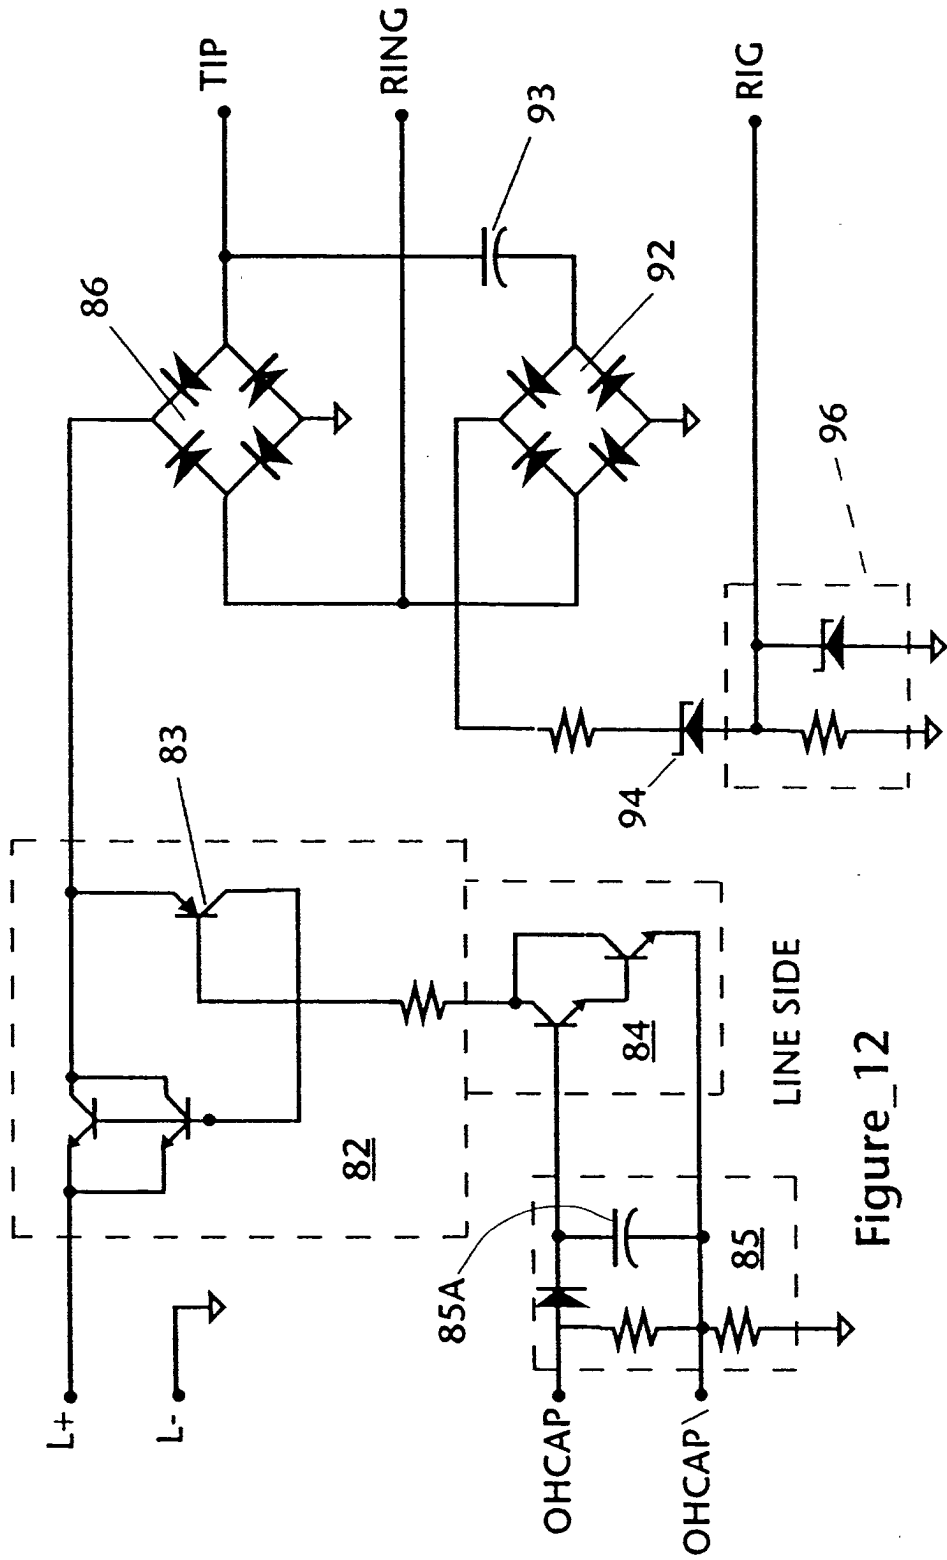 TIP
RING
RIG
86
93
92
96
94
83
82
84
LINE SIDE
85A
85
L+
L-
OHCAP
OHCAP\
Figure_12